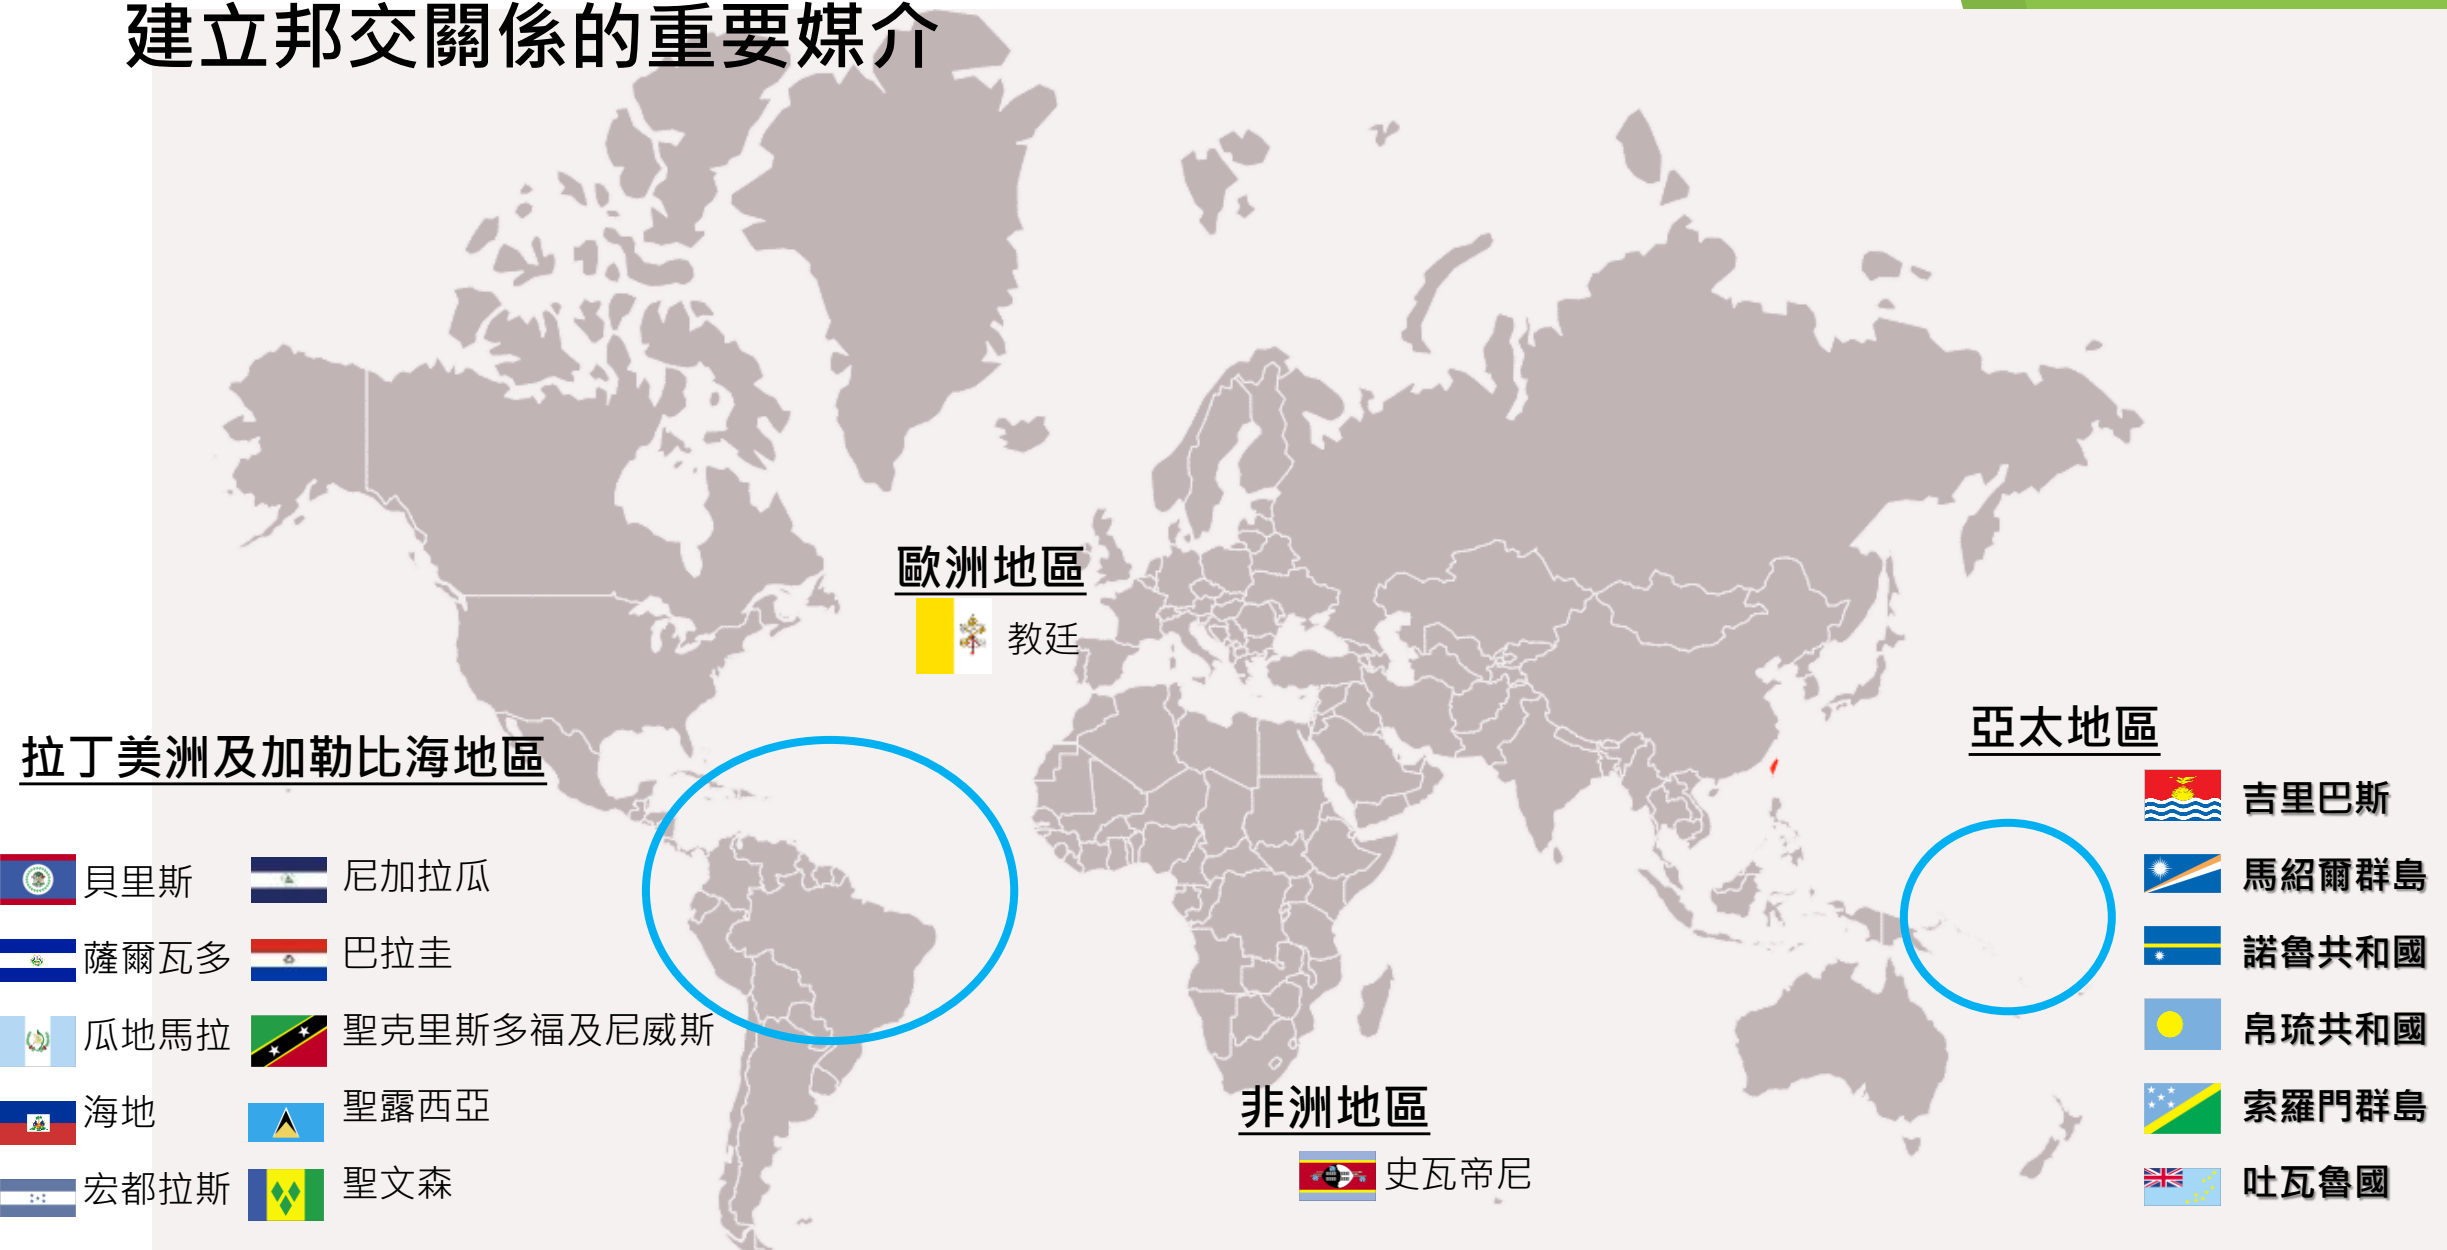 建立邦交關係的重要媒介
歐洲地區
教廷
拉丁美洲及加勒比海地區
貝里斯
薩爾瓦多
瓜地馬拉
海地
宏都拉斯
尼加拉瓜
巴拉圭
聖克里斯多福及尼威斯
聖露西亞
聖文森
非洲地區
史瓦帝尼
亞太地區
吉里巴斯
馬紹爾群島
諾魯共和國
帛琉共和國
索羅門群島
吐瓦魯國